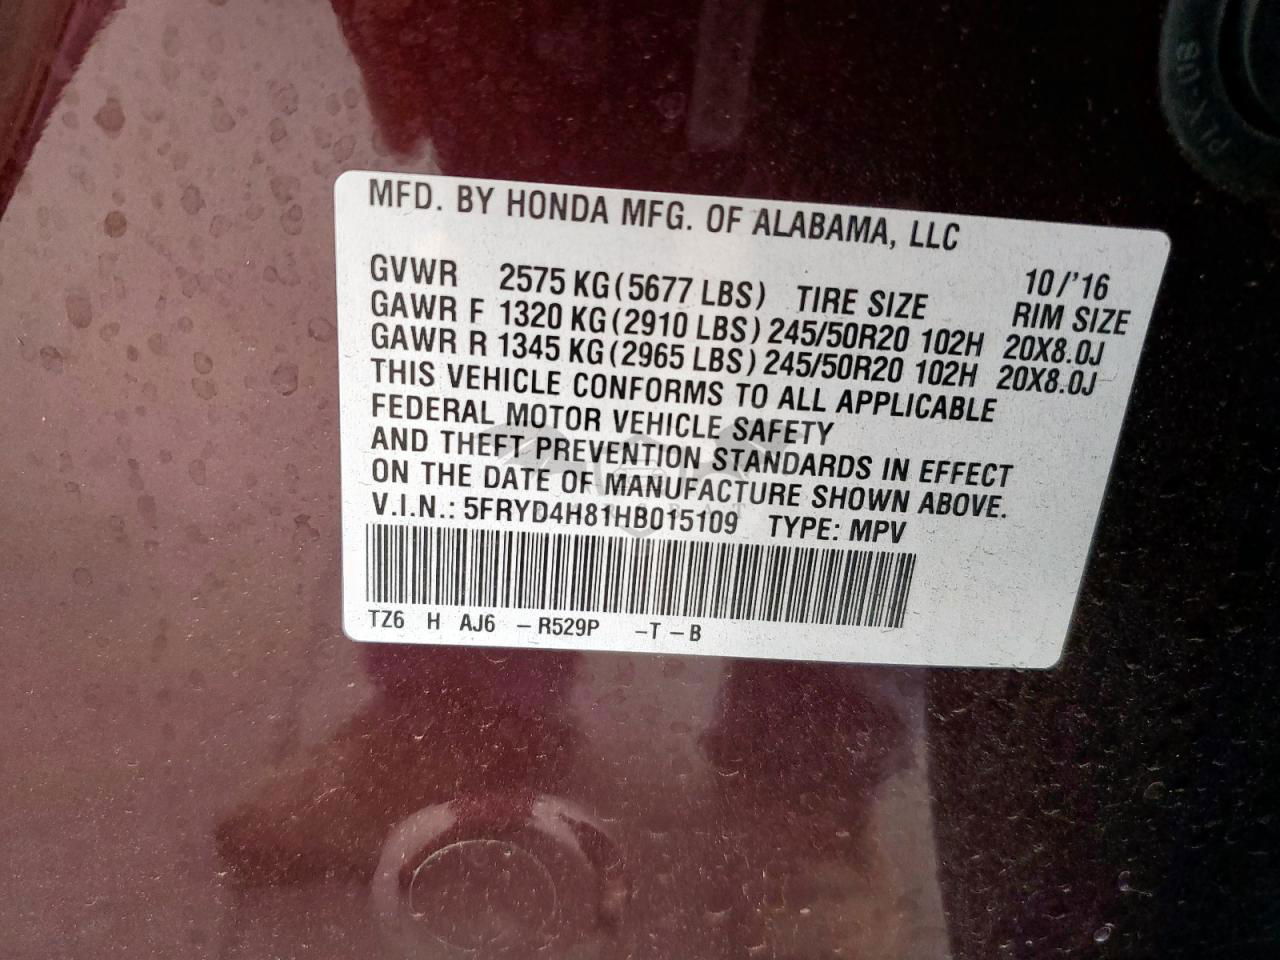 MFD. BY HONDA MFG. OF ALABAMA, LLC
10/'16
GVWR 2575 KG(5677 LBS) TIRE SIZE RIM SIZE
GAWR F 1320 KG(2910 LBS) 245/50R20 102H 20X8.0J
GAWR R 1345 KG(2965 LBS) 245/50R20 102H 20X8.0J
THIS VEHICLE CONFORMS TO ALL APPLICABLE
FEDERAL MOTOR VEHICLE SAFETY
AND THEFT PREVENTION STANDARDS IN EFFECT
ON THE DATE OF MANUFACTURE SHOWN ABOVE.
V.I.N.: 5FRYD4H81HB015109 TYPE: MPV
TZ6 H AJ6 -R529P -T-B